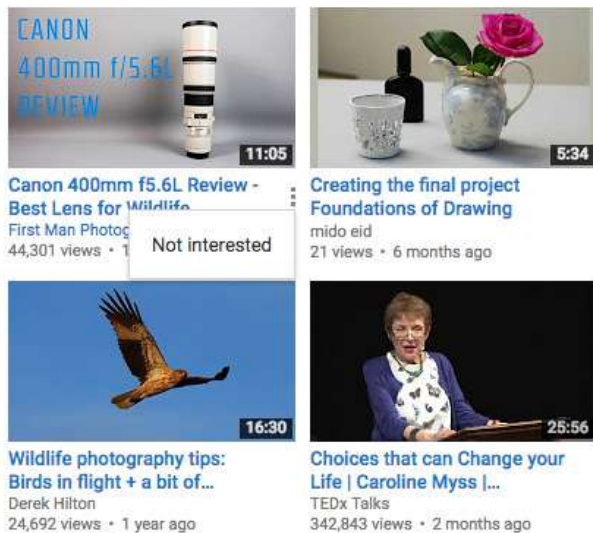 CANON
400mm f/5.6L
REVIEW
11:05
5:34
Canon 400mm f5.6L Review -
Best Lens for Wildlife
First Man Photog
44,301 views • 1
Not interested
Creating the final project
Foundations of Drawing
mido eid
21 views • 6 months ago
16:30
25:56
Wildlife photography tips:
Birds in flight + a bit of...
Derek Hilton
24,692 views • 1 year ago
Choices that can Change your
Life | Caroline Myss |...
TEDx Talks
342,843 views • 2 months ago